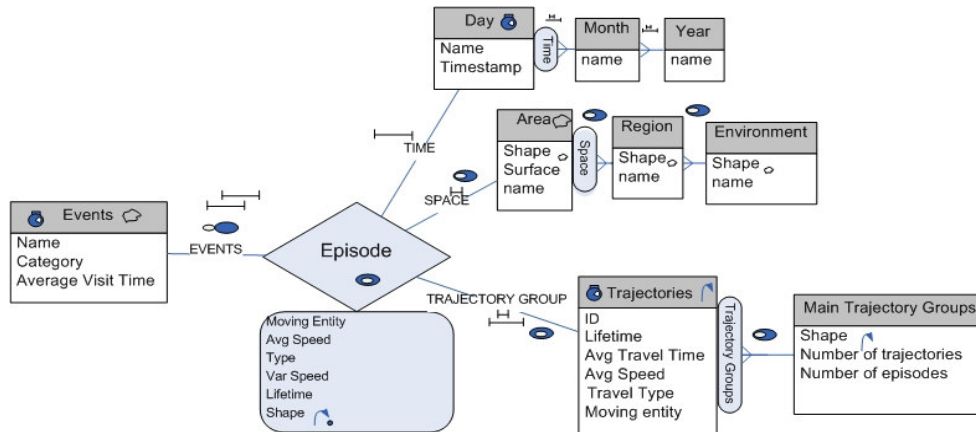 Day
Name
Timestamp
Time
Month
name
Year
name
TIME
Area
Shape
Surface
name
Space
Region
Shape
name
Environment
Shape
name
SPACE
Events
Name
Category
Average Visit Time
EVENTS
Episode
Moving Entity
Avg Speed
Type
Var Speed
Lifetime
Shape
TRAJECTORY GROUP
Trajectories
ID
Lifetime
Avg Travel Time
Avg Speed
Travel Type
Moving entity
Trajectory Groups
Main Trajectory Groups
Shape
Number of trajectories
Number of episodes